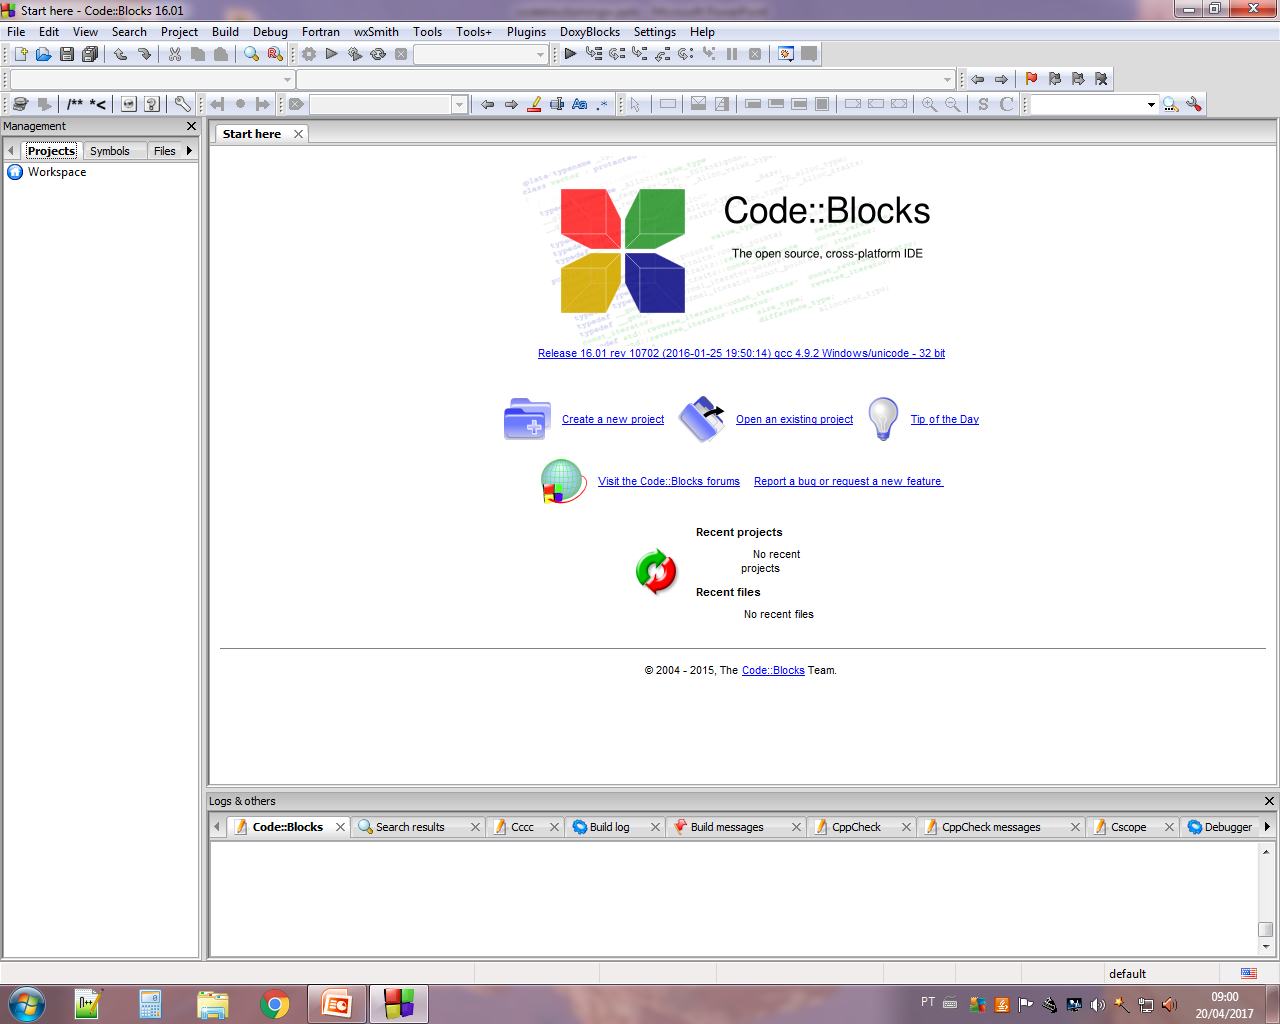 Start here - Code::Blocks 16.01
File Edit View Search Project Build Debug Fortran wxSmith Tools Tools+ Plugins DoxyBlocks Settings Help
/** *<
Management
Projects Symbols Files
Workspace
Start here
Code::Blocks
The open source, cross-platform IDE
Release 16.01 rev 10702 (2016-01-25 19:50:14) gcc 4.9.2 Windows/unicode - 32 bit
Create a new project Open an existing project Tip of the Day
Visit the Code::Blocks forums Report a bug or request a new feature
Recent projects
No recent
projects
Recent files
No recent files
© 2004 - 2015, The Code::Blocks Team.
Logs & others
Code::Blocks Search results Cccc Build log Build messages CppCheck CppCheck messages Cscope Debugger
default
PT 09:00
20/04/2017